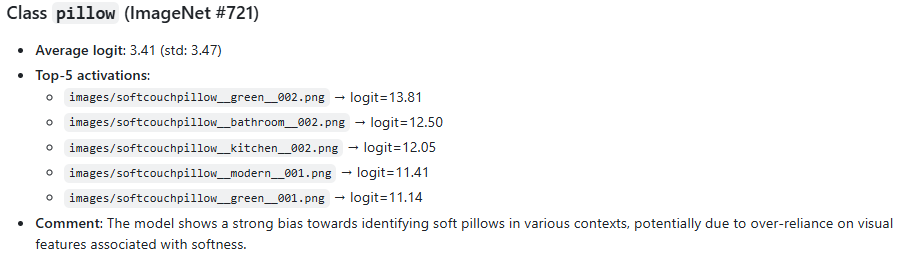 Class pillow (ImageNet #721)
• Average logit: 3.41 (std: 3.47)
• Top-5 activations:
○ images/softcouchpillow__green__002.png → logit=13.81
○ images/softcouchpillow__bathroom__002.png → logit=12.50
○ images/softcouchpillow__kitchen__002.png → logit=12.05
○ images/softcouchpillow__modern__001.png → logit=11.41
○ images/softcouchpillow__green__001.png → logit=11.14
• Comment: The model shows a strong bias towards identifying soft pillows in various contexts, potentially due to over-reliance on visual
features associated with softness.